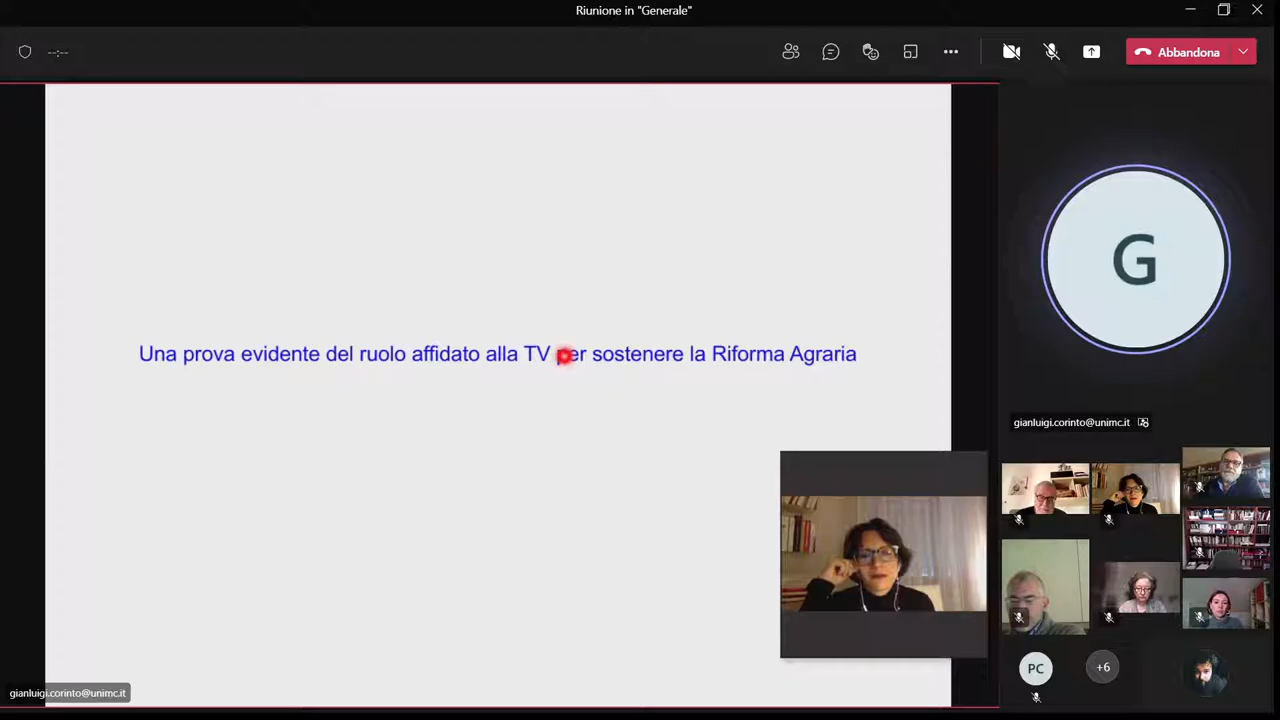 Riunione in "Generale"
--:--
Abbandona
Una prova evidente del ruolo affidato alla TV per sostenere la Riforma Agraria
G
gianluigi.corinto@unimc.it
PC
+6
gianluigi.corinto@unimc.it